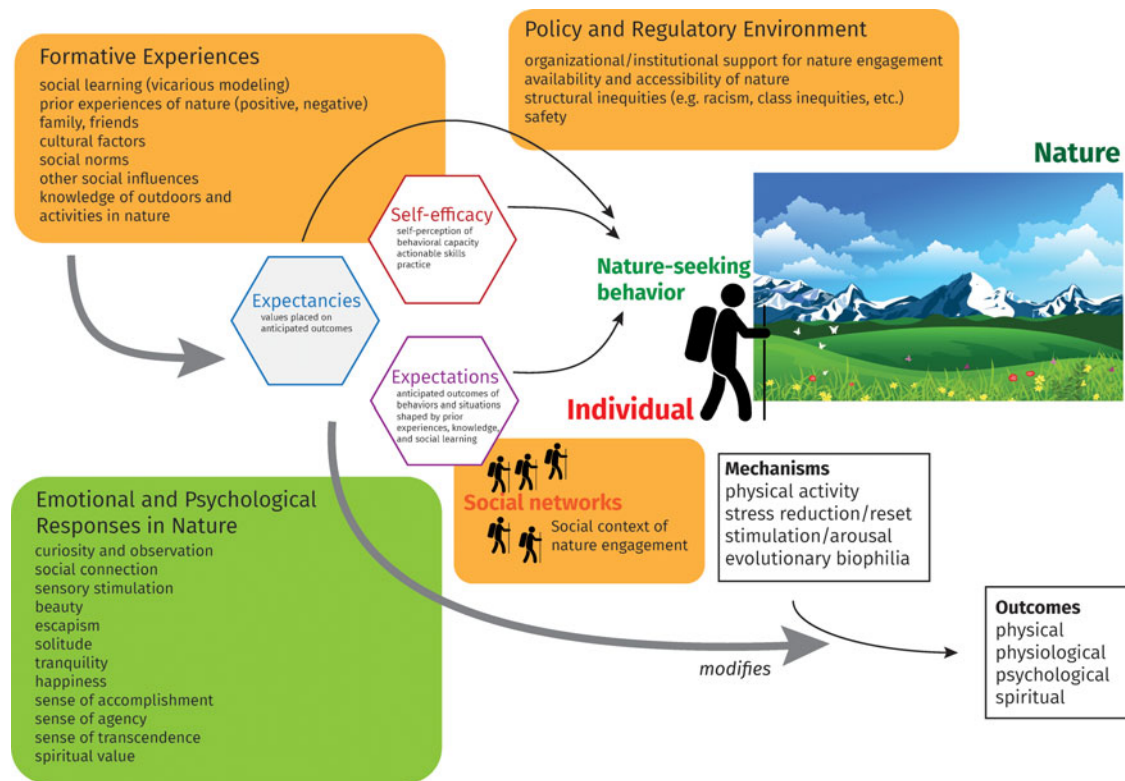 Formative Experiences
social learning (vicarious modeling)
prior experiences of nature (positive, negative)
family, friends
cultural factors
social norms
other social influences
knowledge of outdoors and
activities in nature
Policy and Regulatory Environment
organizational/institutional support for nature engagement
availability and accessibility of nature
structural inequities (e.g. racism, class inequities, etc.)
safety
Nature
Self-efficacy
self-perception of
behavioral capacity
actionable skills
practice
Expectancies
values placed on
anticipated outcomes
Expectations
anticipated outcomes of
behaviors and situations
shaped by prior
experiences, knowledge,
and social learning
Nature-seeking
behavior
Individual
Social networks
Social context of
nature engagement
Emotional and Psychological
Responses in Nature
curiosity and observation
social connection
sensory stimulation
beauty
escapism
solitude
tranquility
happiness
sense of accomplishment
sense of agency
sense of transcendence
spiritual value
Mechanisms
physical activity
stress reduction/reset
stimulation/arousal
evolutionary biophilia
modifies
Outcomes
physical
physiological
psychological
spiritual